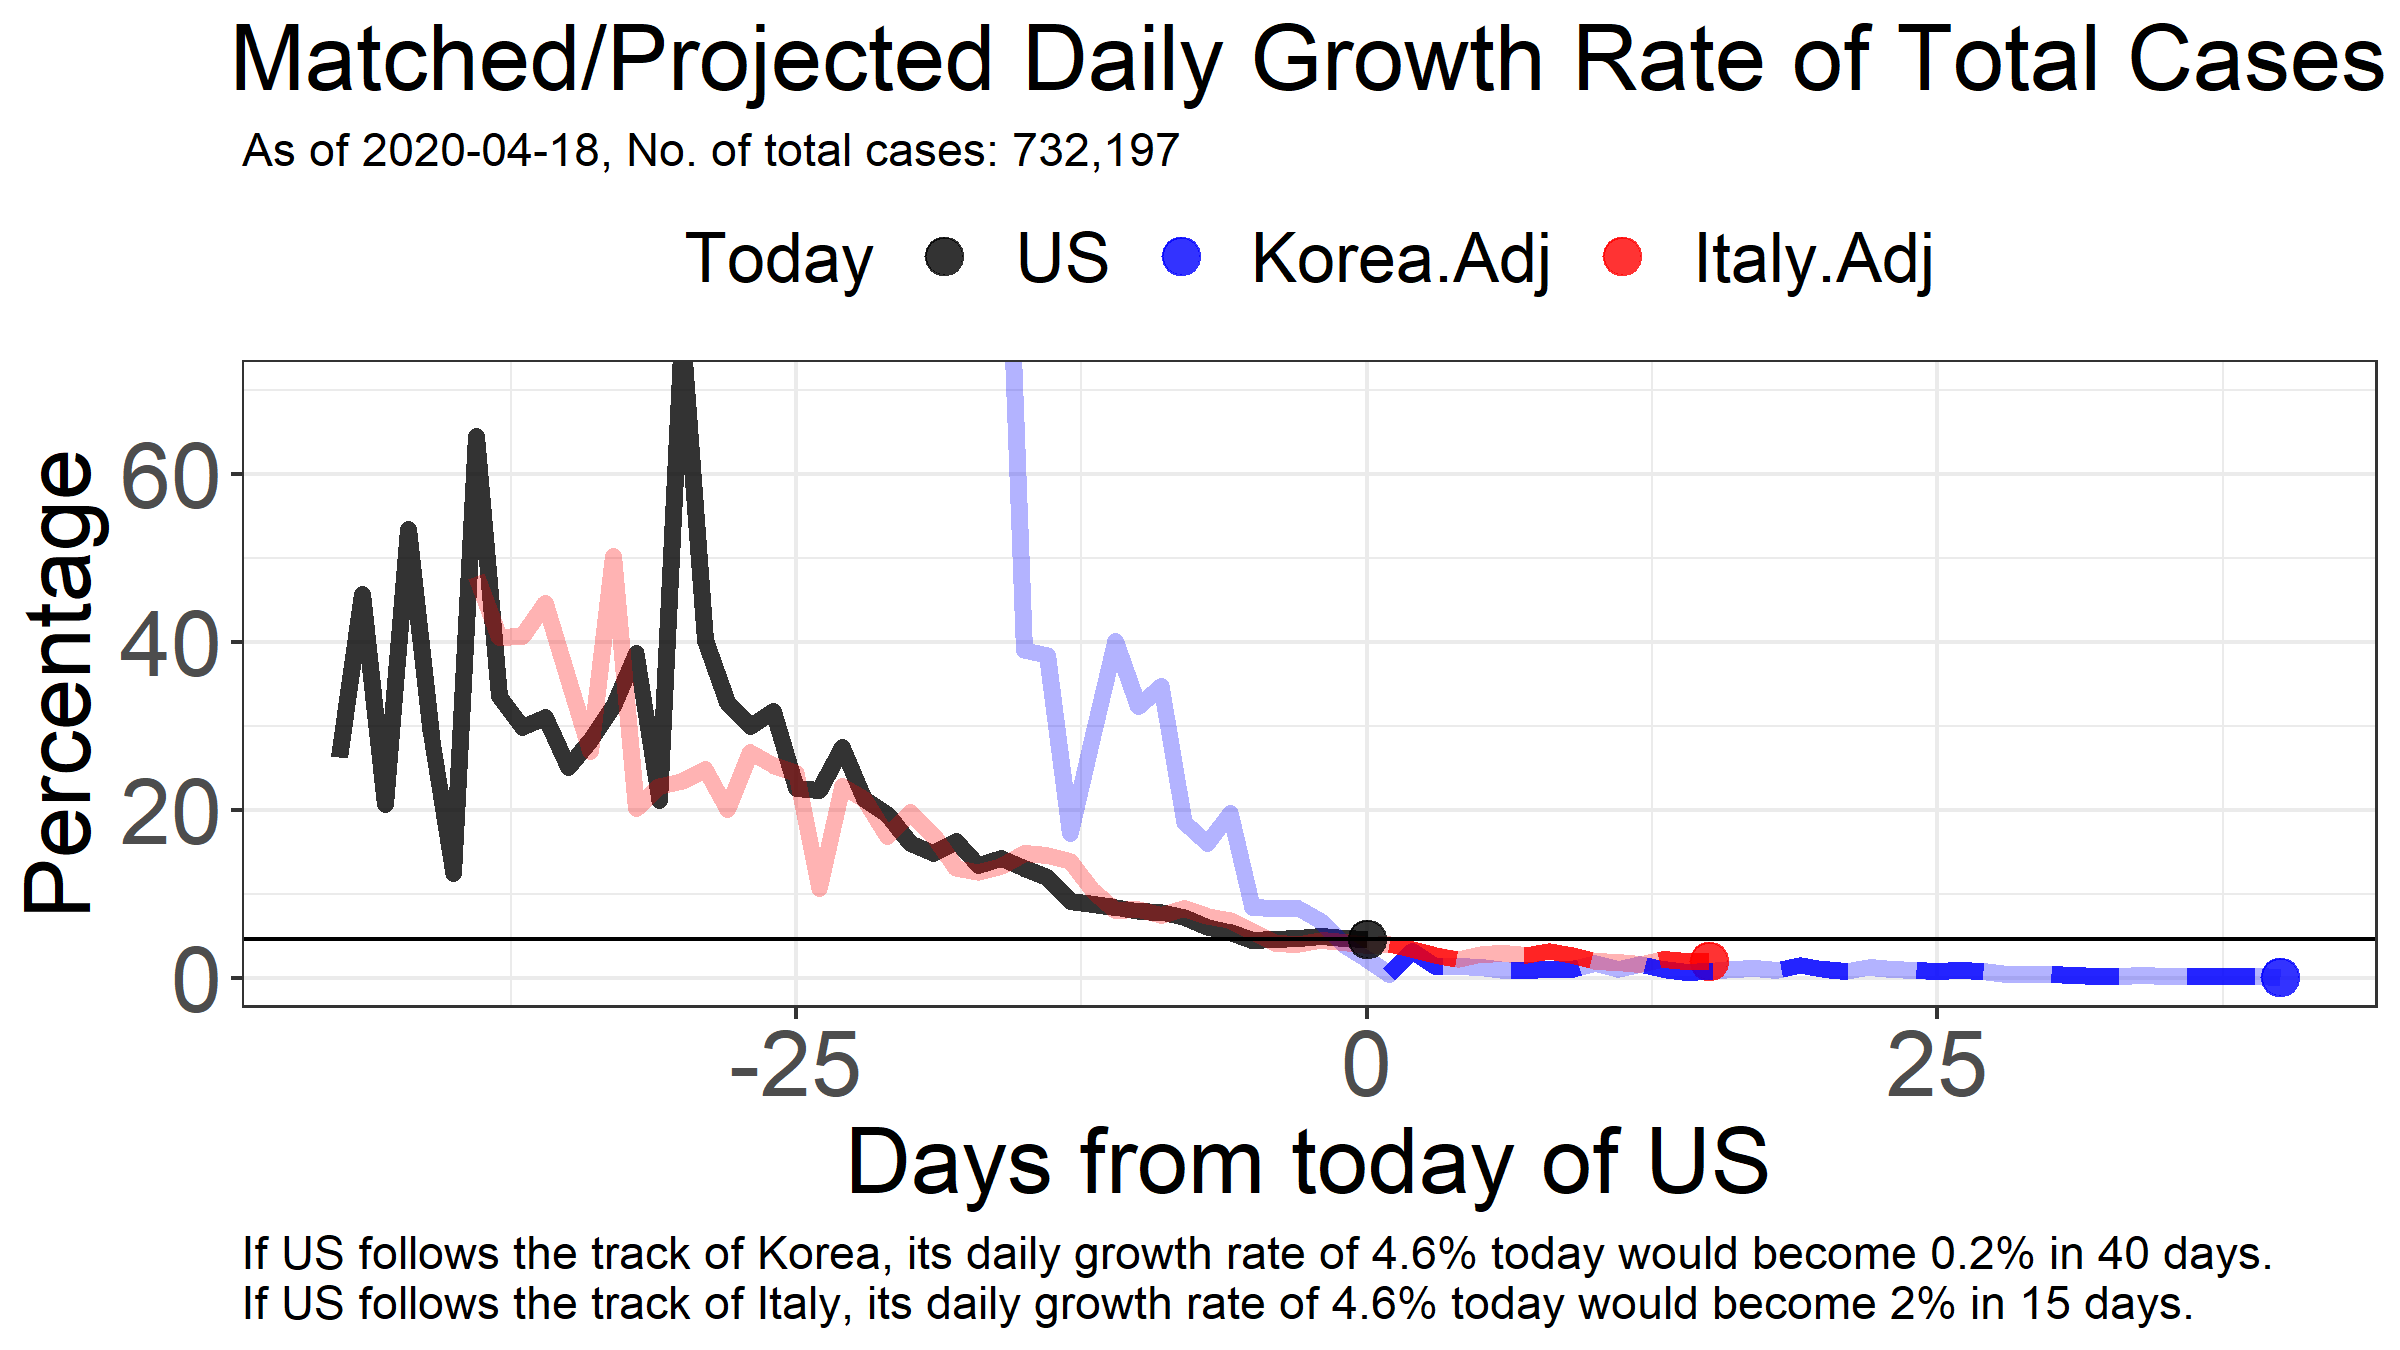 Matched/Projected Daily Growth Rate of Total Cases
As of 2020-04-18, No. of total cases: 732,197
Today US Korea.Adj Italy.Adj
Percentage
60
40
20
0
-25 0 25
Days from today of US
If US follows the track of Korea, its daily growth rate of 4.6% today would become 0.2% in 40 days.
If US follows the track of Italy, its daily growth rate of 4.6% today would become 2% in 15 days.